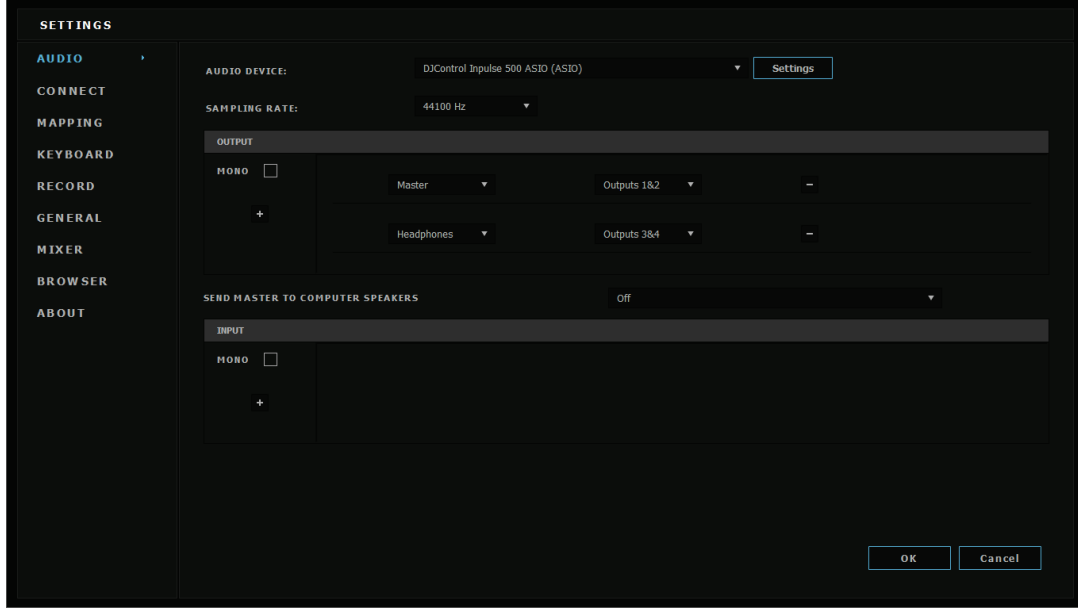 SETTINGS
AUDIO
CONNECT
MAPPING
KEYBOARD
RECORD
GENERAL
MIXER
BROWSER
ABOUT
AUDIO DEVICE: DJControl Inpulse 500 ASIO (ASIO) Settings
SAMPLING RATE: 44100 Hz
OUTPUT
MONO
Master Outputs 1&2 −
+
Headphones Outputs 3&4 −
SEND MASTER TO COMPUTER SPEAKERS Off
INPUT
MONO
+
OK Cancel